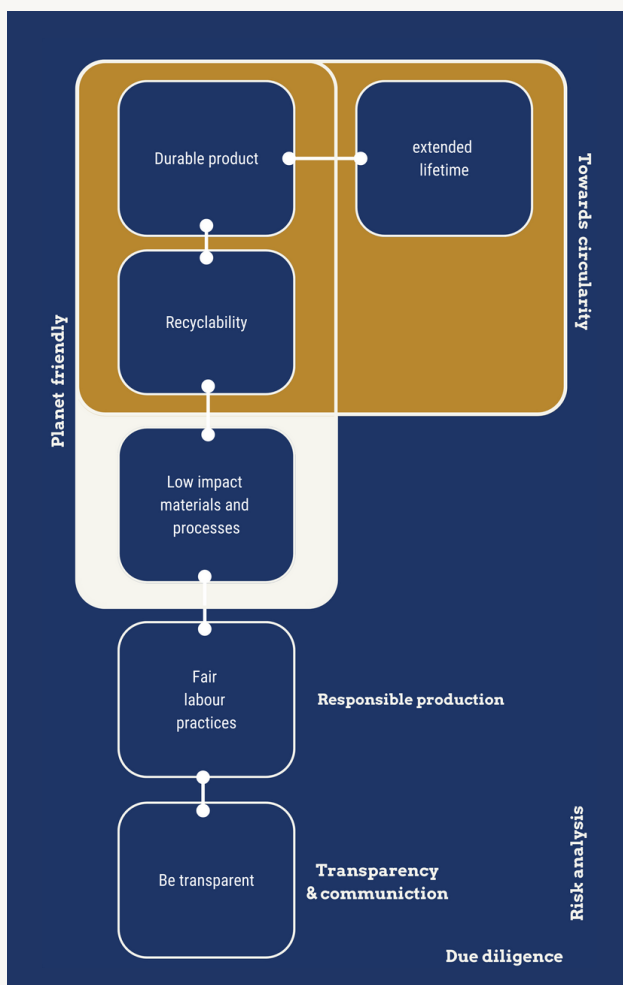 Durable product
extended
lifetime
Towards circularity
Recyclability
Planet friendly
Low impact
materials and
processes
Fair
labour
practices
Responsible production
Be transparent
Transparency
& communiction
Risk analysis
Due diligence